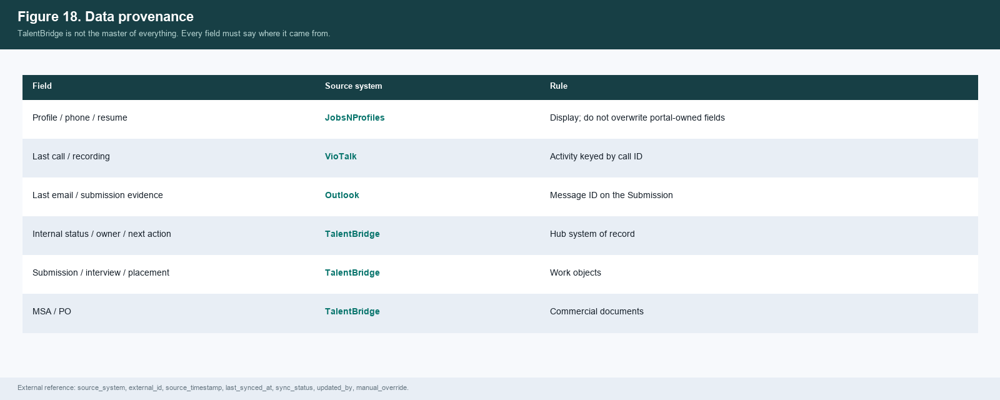 Figure 18. Data provenance
TalentBridge is not the master of everything. Every field must say where it came from.
Field Source system Rule
Profile / phone / resume JobsNProfiles Display; do not overwrite portal-owned fields
Last call / recording VioTalk Activity keyed by call ID
Last email / submission evidence Outlook Message ID on the Submission
Internal status / owner / next action TalentBridge Hub system of record
Submission / interview / placement TalentBridge Work objects
MSA / PO TalentBridge Commercial documents
External reference: source_system, external_id, source_timestamp, last_synced_at, sync_status, updated_by, manual_override.